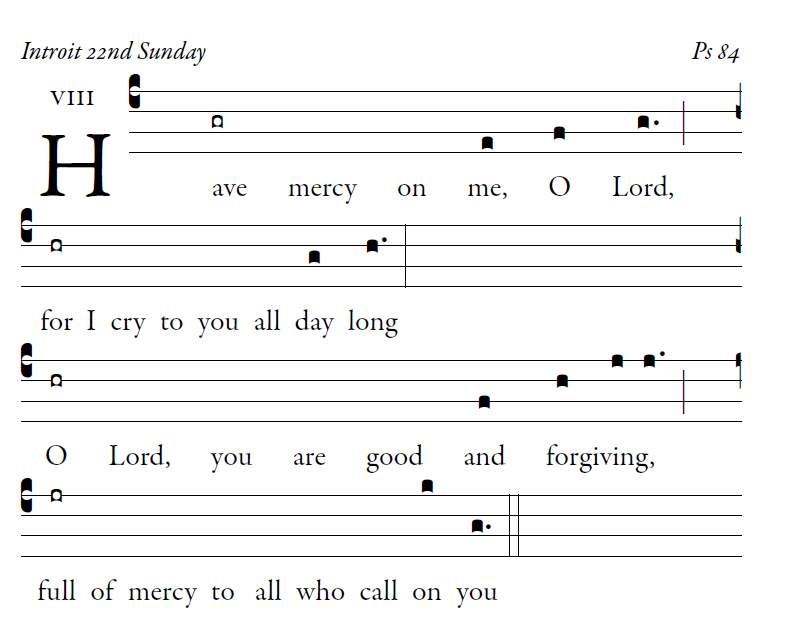 Introit 22nd Sunday Ps 84
VIII
Have mercy on me, O Lord,
for I cry to you all day long
O Lord, you are good and forgiving,
full of mercy to all who call on you